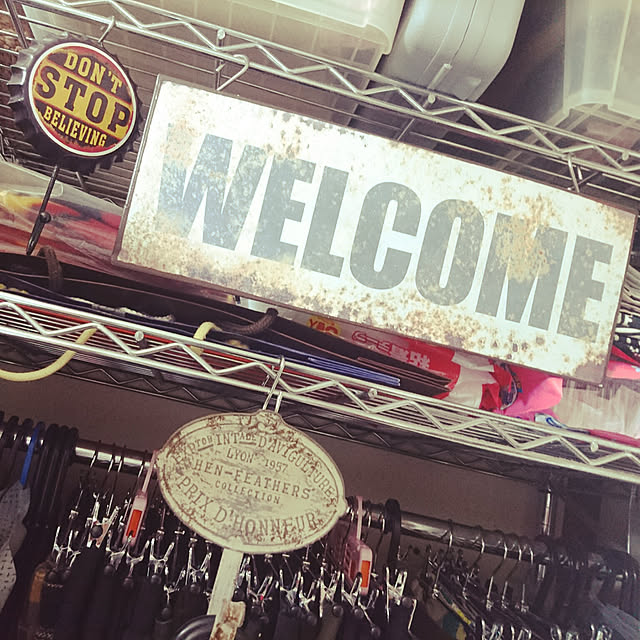 DON'T
STOP
BELIEVING
WELCOME
LYON 1957
HEN-FEATHERS
COLLECTION
PRIX D'HONNEUR